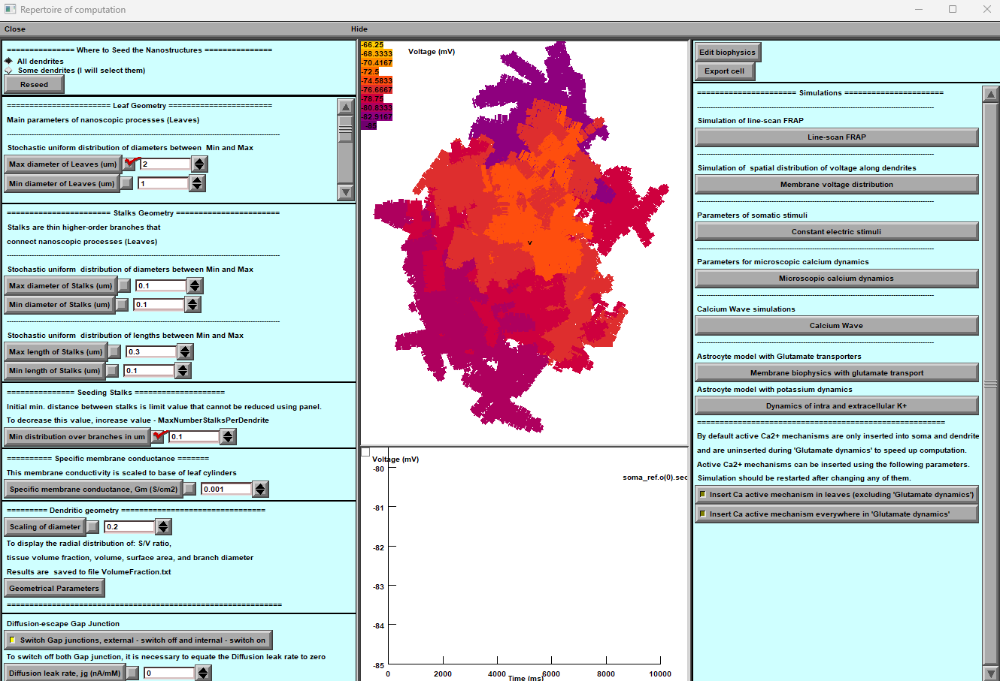 Repertoire of computation
Close
Hide
=============== Where to Seed the Nanostructures ===============
All dendrites
Some dendrites (I will select them)
Reseed
======================= Leaf Geometry =======================
Main parameters of nanoscopic processes (Leaves)
Stochastic uniform distribution of diameters between Min and Max
Max diameter of Leaves (um) 2
Min diameter of Leaves (um) 1
======================= Stalks Geometry =======================
Stalks are thin higher-order branches that
connect nanoscopic processes (Leaves)
Stochastic uniform distribution of diameters between Min and Max
Max diameter of Stalks (um) 0.1
Min diameter of Stalks (um) 0.1
Stochastic uniform distribution of lengths between Min and Max
Max length of Stalks (um) 0.3
Min length of Stalks (um) 0.1
=============== Seeding Stalks ====================
Initial min. distance between stalks is limit value that cannot be reduced using panel.
To decrease this value, increase value - MaxNumberStalksPerDendrite
Min distribution over branches in um 0.1
========== Specific membrane conductance =======
This membrane conductivity is scaled to base of leaf cylinders
Specific membrane conductance, Gm (S/cm2) 0.001
========= Dendritic geometry ================================
Scaling of diameter 0.2
To display the radial distribution of: S/V ratio,
tissue volume fraction, volume, surface area, and branch diameter
Results are saved to file VolumeFraction.txt
Geometrical Parameters
=============================================================
Diffusion-escape Gap Junction
Switch Gap junctions, external - switch off and internal - switch on
To switch off both Gap junction, it is necessary to equate the Diffusion leak rate to zero
Diffusion leak rate, jg (nA/mM) 0
-66.25
-68.3333
-70.4167
-72.5
-74.5833
-76.6667
-78.75
-80.8333
-82.9167
-85
Voltage (mV)
v
Voltage (mV)
-80
soma_ref.o(0).sec
-81
-82
-83
-84
-85
0 2000 4000 6000 8000 10000
Time (ms)
Edit biophysics
Export cell
====================== Simulations ======================
Simulation of line-scan FRAP
Line-scan FRAP
Simulation of spatial distribution of voltage along dendrites
Membrane voltage distribution
Parameters of somatic stimuli
Constant electric stimuli
Parameters for microscopic calcium dynamics
Microscopic calcium dynamics
Calcium Wave simulations
Calcium Wave
Astrocyte model with Glutamate transporters
Membrane biophysics with glutamate transport
Astrocyte model with potassium dynamics
Dynamics of intra and extracellular K+
=======================================================
By default active Ca2+ mechanisms are only inserted into soma and dendrite
and are uninserted during 'Glutamate dynamics' to speed up computation.
Active Ca2+ mechanisms can be inserted using the following parameters.
Simulation should be restarted after changing any of them.
Insert Ca active mechanism in leaves (excluding 'Glutamate dynamics')
Insert Ca active mechanism everywhere in 'Glutamate dynamics'